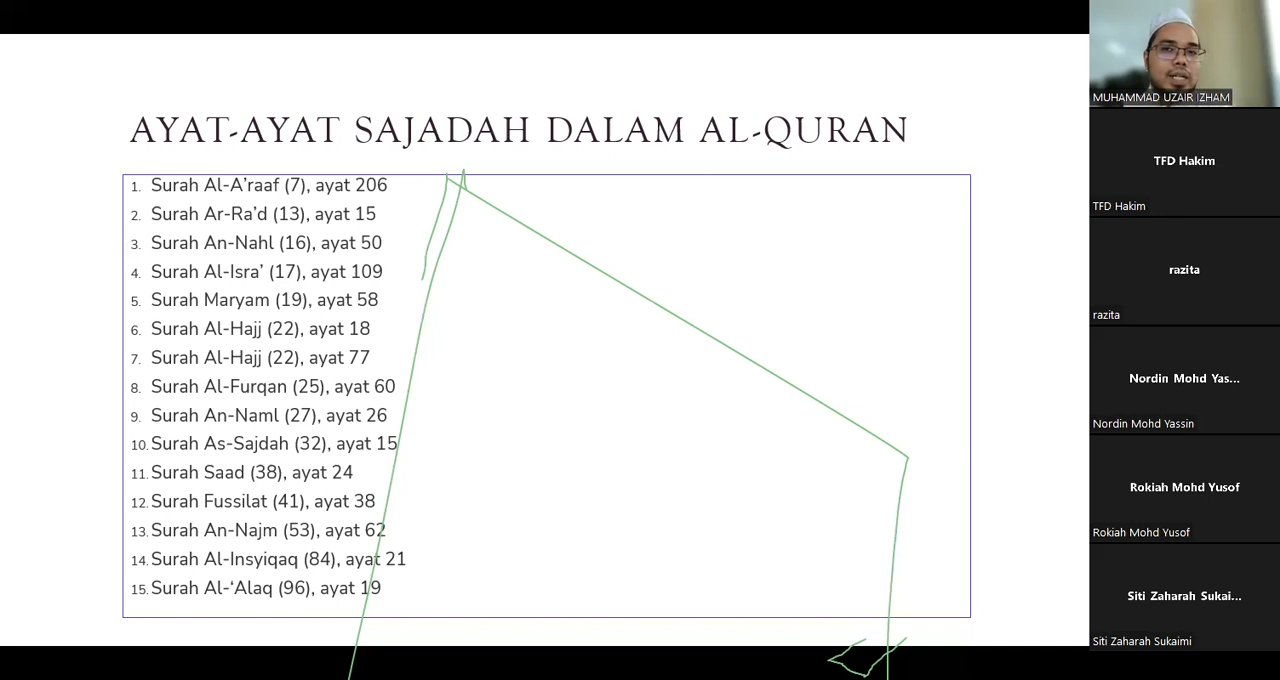 AYAT-AYAT SAJADAH DALAM AL-QURAN
1. Surah Al-A’raaf (7), ayat 206
2. Surah Ar-Ra’d (13), ayat 15
3. Surah An-Nahl (16), ayat 50
4. Surah Al-Isra’ (17), ayat 109
5. Surah Maryam (19), ayat 58
6. Surah Al-Hajj (22), ayat 18
7. Surah Al-Hajj (22), ayat 77
8. Surah Al-Furqan (25), ayat 60
9. Surah An-Naml (27), ayat 26
10. Surah As-Sajdah (32), ayat 15
11. Surah Saad (38), ayat 24
12. Surah Fussilat (41), ayat 38
13. Surah An-Najm (53), ayat 62
14. Surah Al-Insyiqaq (84), ayat 21
15. Surah Al-‘Alaq (96), ayat 19
MUHAMMAD UZAIR IZHAM
TFD Hakim
TFD Hakim
razita
razita
Nordin Mohd Yas...
Nordin Mohd Yassin
Rokiah Mohd Yusof
Rokiah Mohd Yusof
Siti Zaharah Sukai...
Siti Zaharah Sukaimi